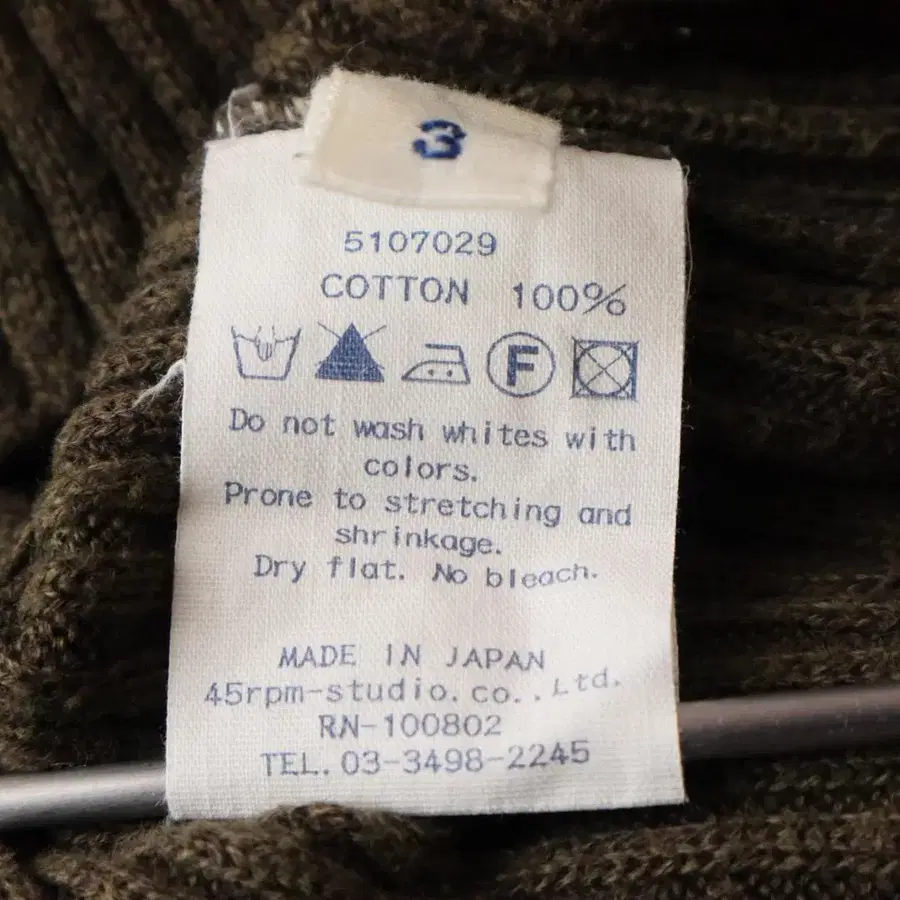 3
5107029
COTTON 100%
F
Do not wash whites with
colors.
Prone to stretching and
shrinkage.
Dry flat. No bleach.
MADE IN JAPAN
45rpm-studio.co.,Ltd.
RN-100802
TEL.03-3498-2245